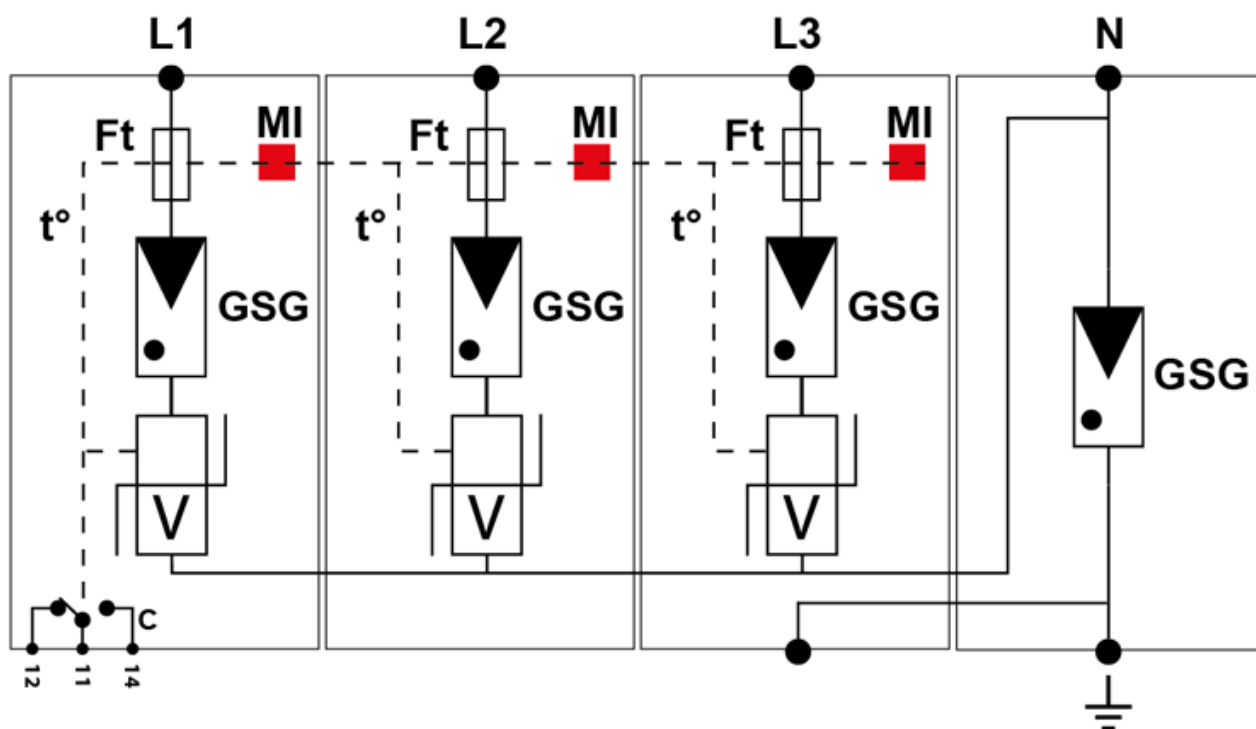 L1 L2 L3 N
Ft MI Ft MI Ft MI
t° t° t°
GSG GSG GSG
GSG
V V V
C
12 11 14